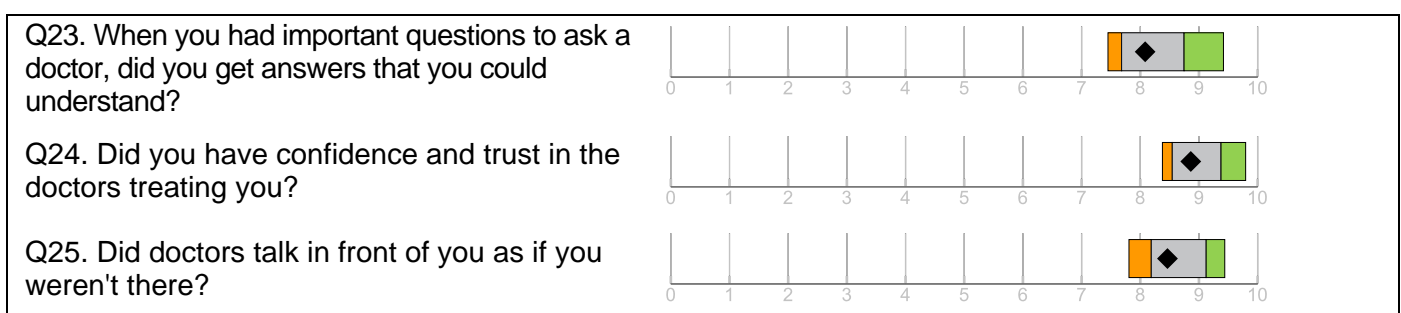 Q23. When you had important questions to ask a
doctor, did you get answers that you could
understand?
0 1 2 3 4 5 6 7 8 9 10
Q24. Did you have confidence and trust in the
doctors treating you?
0 1 2 3 4 5 6 7 8 9 10
Q25. Did doctors talk in front of you as if you
weren't there?
0 1 2 3 4 5 6 7 8 9 10